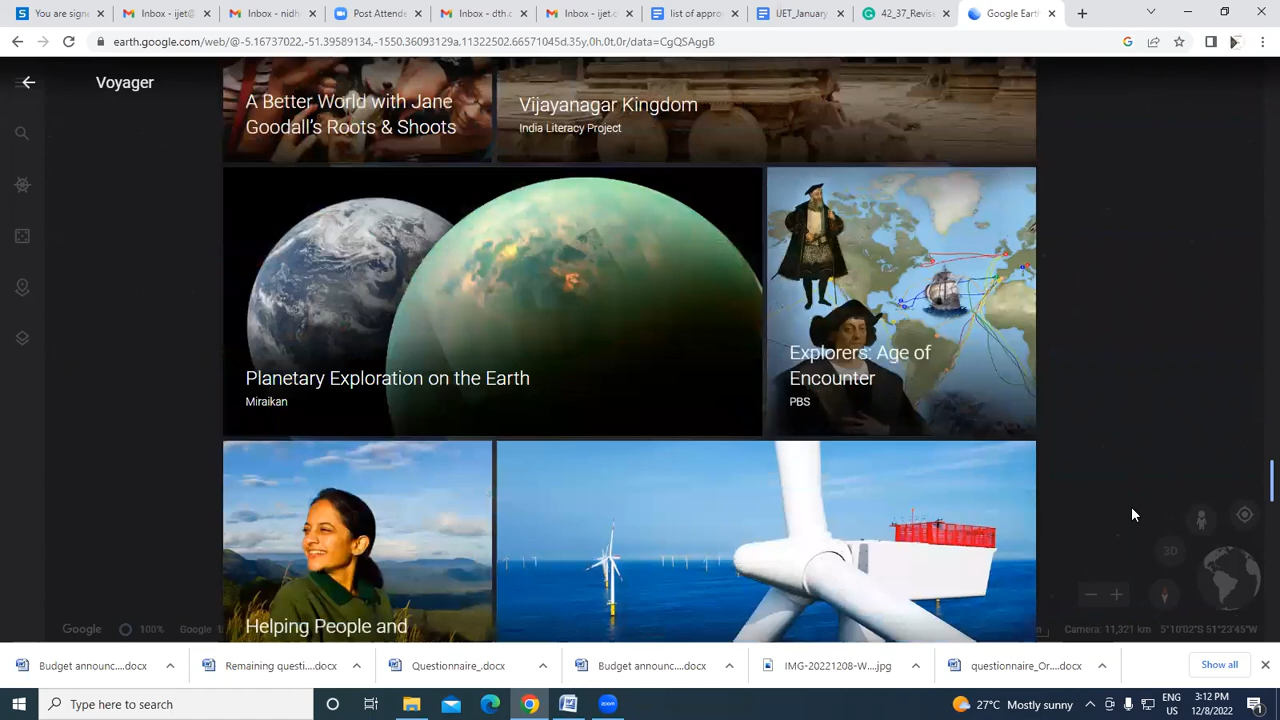 You are signe
Inbox - ijet@
Inbox - nidh
Post Attende
Inbox - dth.c
Inbox - ijet.c
list of appro
IJET_January
42_37_Revis
Google Eart
earth.google.com/web/@-5.16737022,-51.39589134,-1550.36093129a,11322502.66571045d,35y,0h,0t,0r/data=CgQSAggB
Voyager
A Better World with Jane
Goodall's Roots & Shoots
Vijayanagar Kingdom
India Literacy Project
Planetary Exploration on the Earth
Miraikan
Explorers: Age of
Encounter
PBS
Helping People and
3D
Google
100%
Camera: 11,321 km
5°10'02"S 51°23'45"W
Budget announc....docx
Remaining questi....docx
Questionnaire_.docx
Budget announc....docx
IMG-20221208-W....jpg
questionnaire_Or....docx
Show all
Type here to search
zoom
27°C Mostly sunny
ENG
US
3:12 PM
12/8/2022